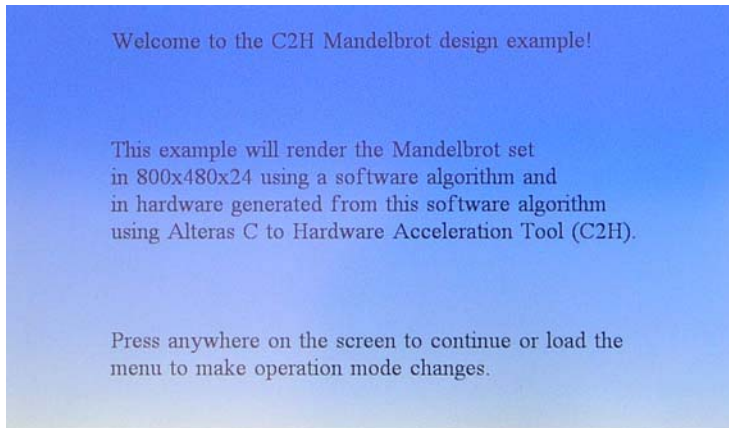 Welcome to the C2H Mandelbrot design example!
This example will render the Mandelbrot set
in 800x480x24 using a software algorithm and
in hardware generated from this software algorithm
using Alteras C to Hardware Acceleration Tool (C2H).
Press anywhere on the screen to continue or load the
menu to make operation mode changes.